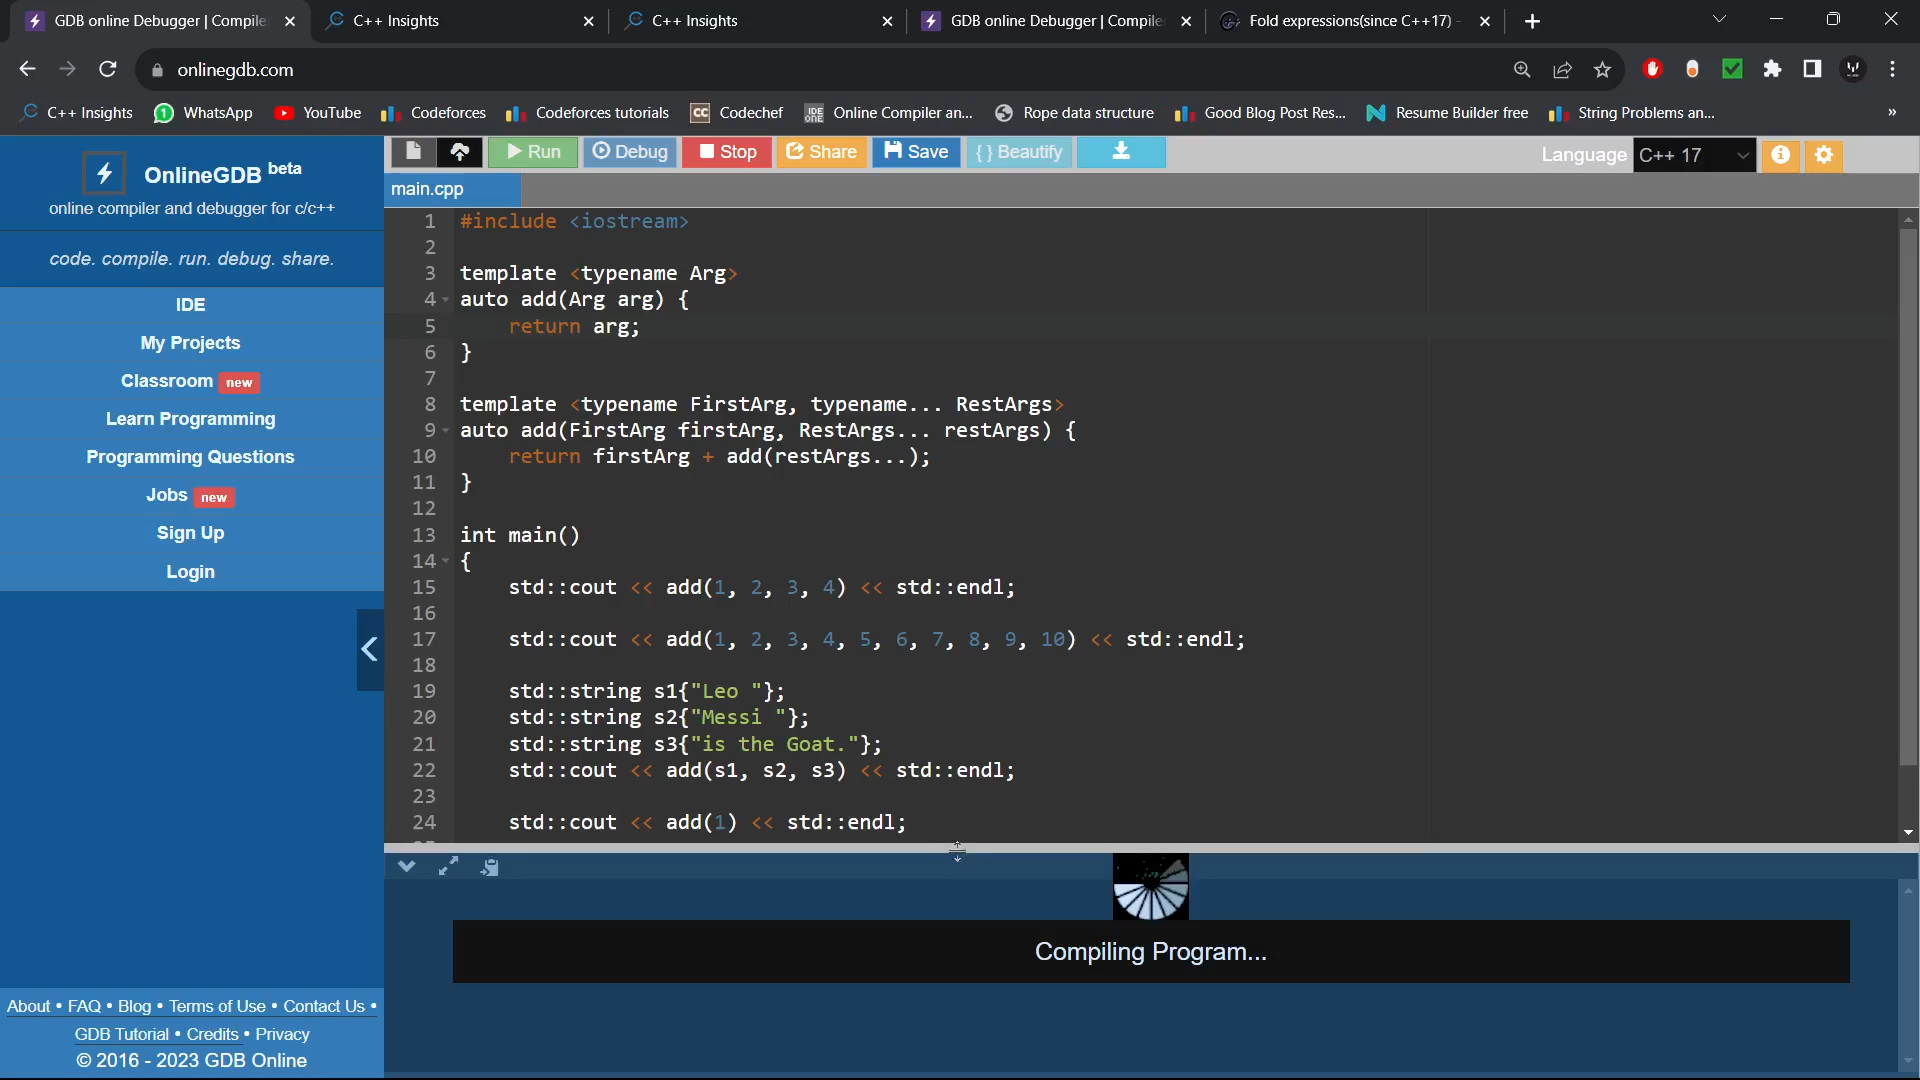 GDB online Debugger | Compile
C++ Insights
C++ Insights
GDB online Debugger | Compile
Fold expressions(since C++17) -
onlinegdb.com
C++ Insights
WhatsApp
YouTube
Codeforces
Codeforces tutorials
CC Codechef
IDE ONE Online Compiler an...
Rope data structure
Good Blog Post Res...
Resume Builder free
String Problems an...
»
OnlineGDB beta
online compiler and debugger for c/c++
code. compile. run. debug. share.
IDE
My Projects
Classroom new
Learn Programming
Programming Questions
Jobs new
Sign Up
Login
About • FAQ • Blog • Terms of Use • Contact Us •
GDB Tutorial • Credits • Privacy
© 2016 - 2023 GDB Online
Run
Debug
Stop
Share
Save
{ } Beautify
Language C++ 17
main.cpp
1 #include <iostream>
2
3 template <typename Arg>
4 auto add(Arg arg) {
5     return arg;
6 }
7
8 template <typename FirstArg, typename... RestArgs>
9 auto add(FirstArg firstArg, RestArgs... restArgs) {
10     return firstArg + add(restArgs...);
11 }
12
13 int main()
14 {
15     std::cout << add(1, 2, 3, 4) << std::endl;
16
17     std::cout << add(1, 2, 3, 4, 5, 6, 7, 8, 9, 10) << std::endl;
18
19     std::string s1{"Leo "};
20     std::string s2{"Messi "};
21     std::string s3{"is the Goat."};
22     std::cout << add(s1, s2, s3) << std::endl;
23
24     std::cout << add(1) << std::endl;
Compiling Program...